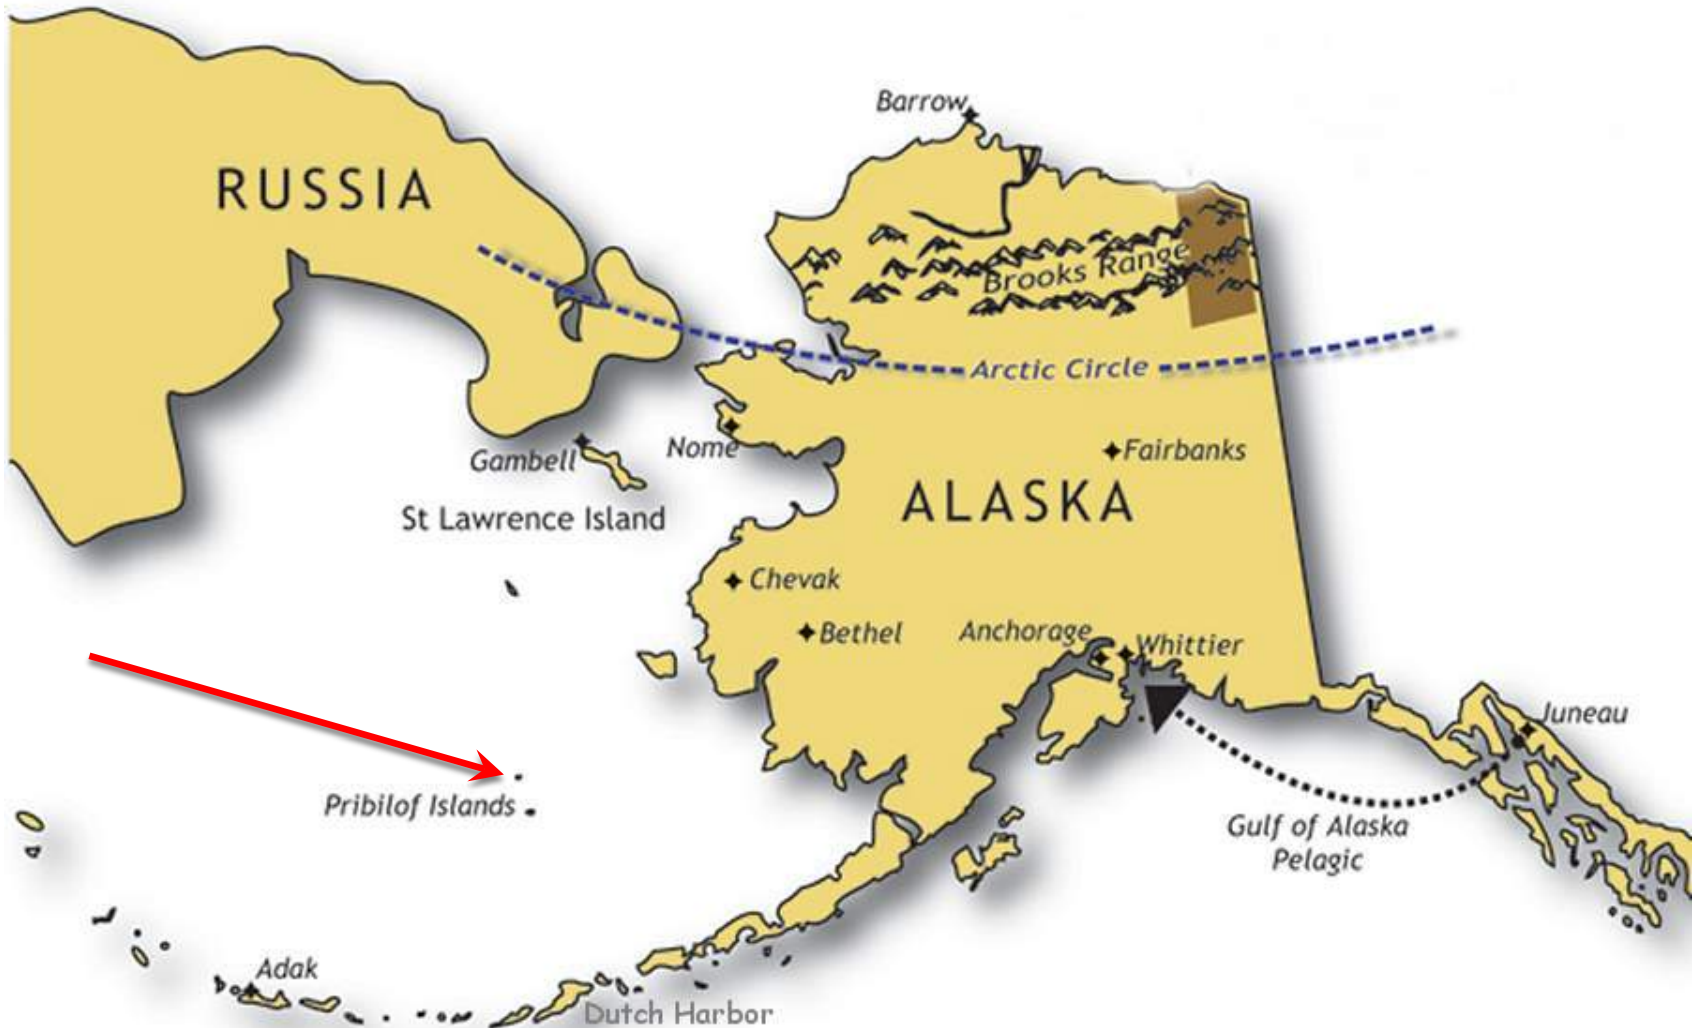 Barrow
RUSSIA
Brooks Range
Arctic Circle
Gambell
Nome
Fairbanks
St Lawrence Island
ALASKA
Chevak
Bethel
Anchorage
Whittier
Juneau
Pribilof Islands
Gulf of Alaska
Pelagic
Adak
Dutch Harbor